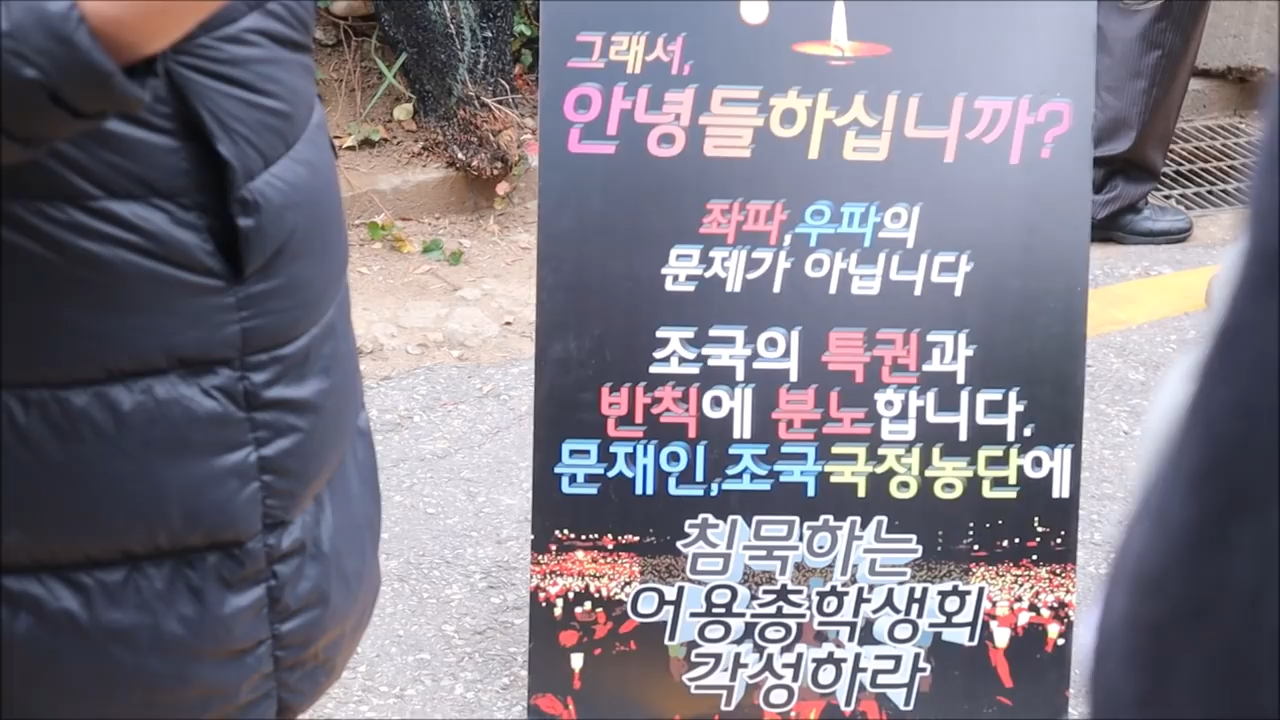 그래서,
안녕들하십니까?
좌파,우파의
문제가 아닙니다
조국의 특권과
반칙에 분노합니다.
문재인,조국국정농단에
침묵하는
어용총학생회
각성하라